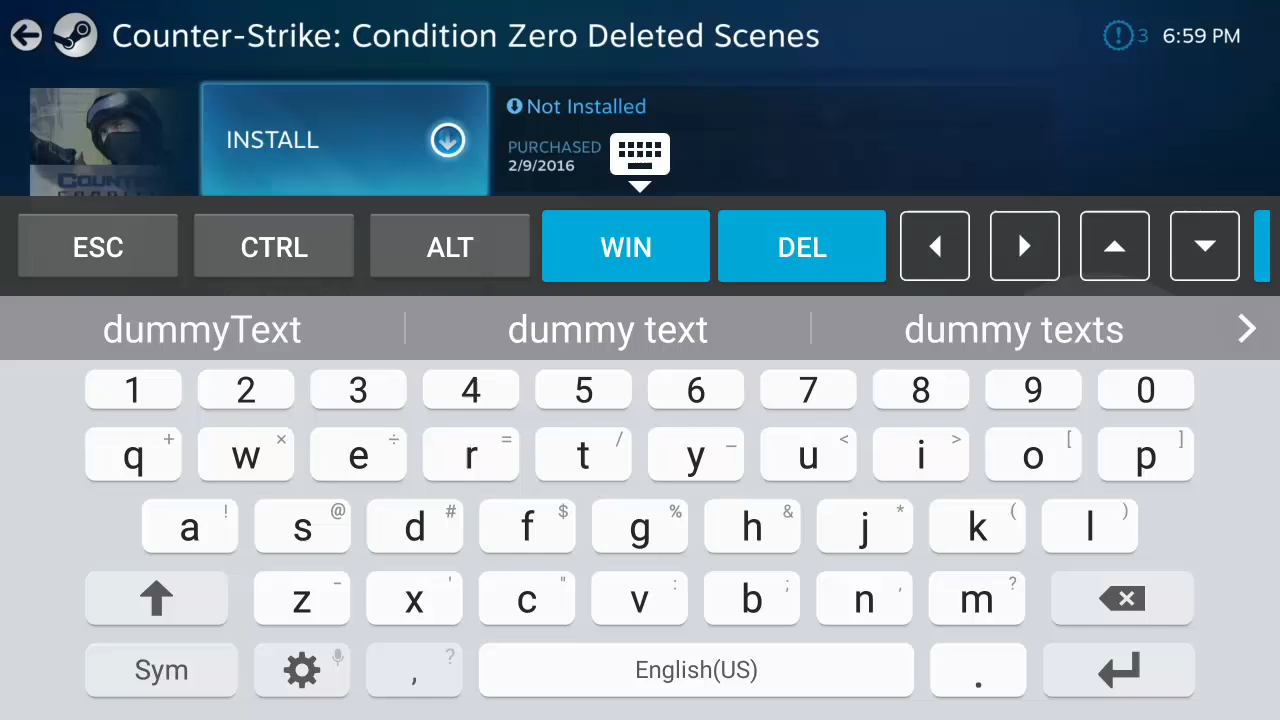 Counter-Strike: Condition Zero Deleted Scenes
3 6:59 PM
INSTALL
Not Installed
PURCHASED
2/9/2016
COUNTER
ESC CTRL ALT WIN DEL
dummyText dummy text dummy texts
1 2 3 4 5 6 7 8 9 0
q + w × e ÷ r = t / y _ u < i > o [ p ]
a ! s @ d # f $ g % h & j * k ( l )
z - x ' c " v : b ; n , m ?
Sym , ? English(US) .